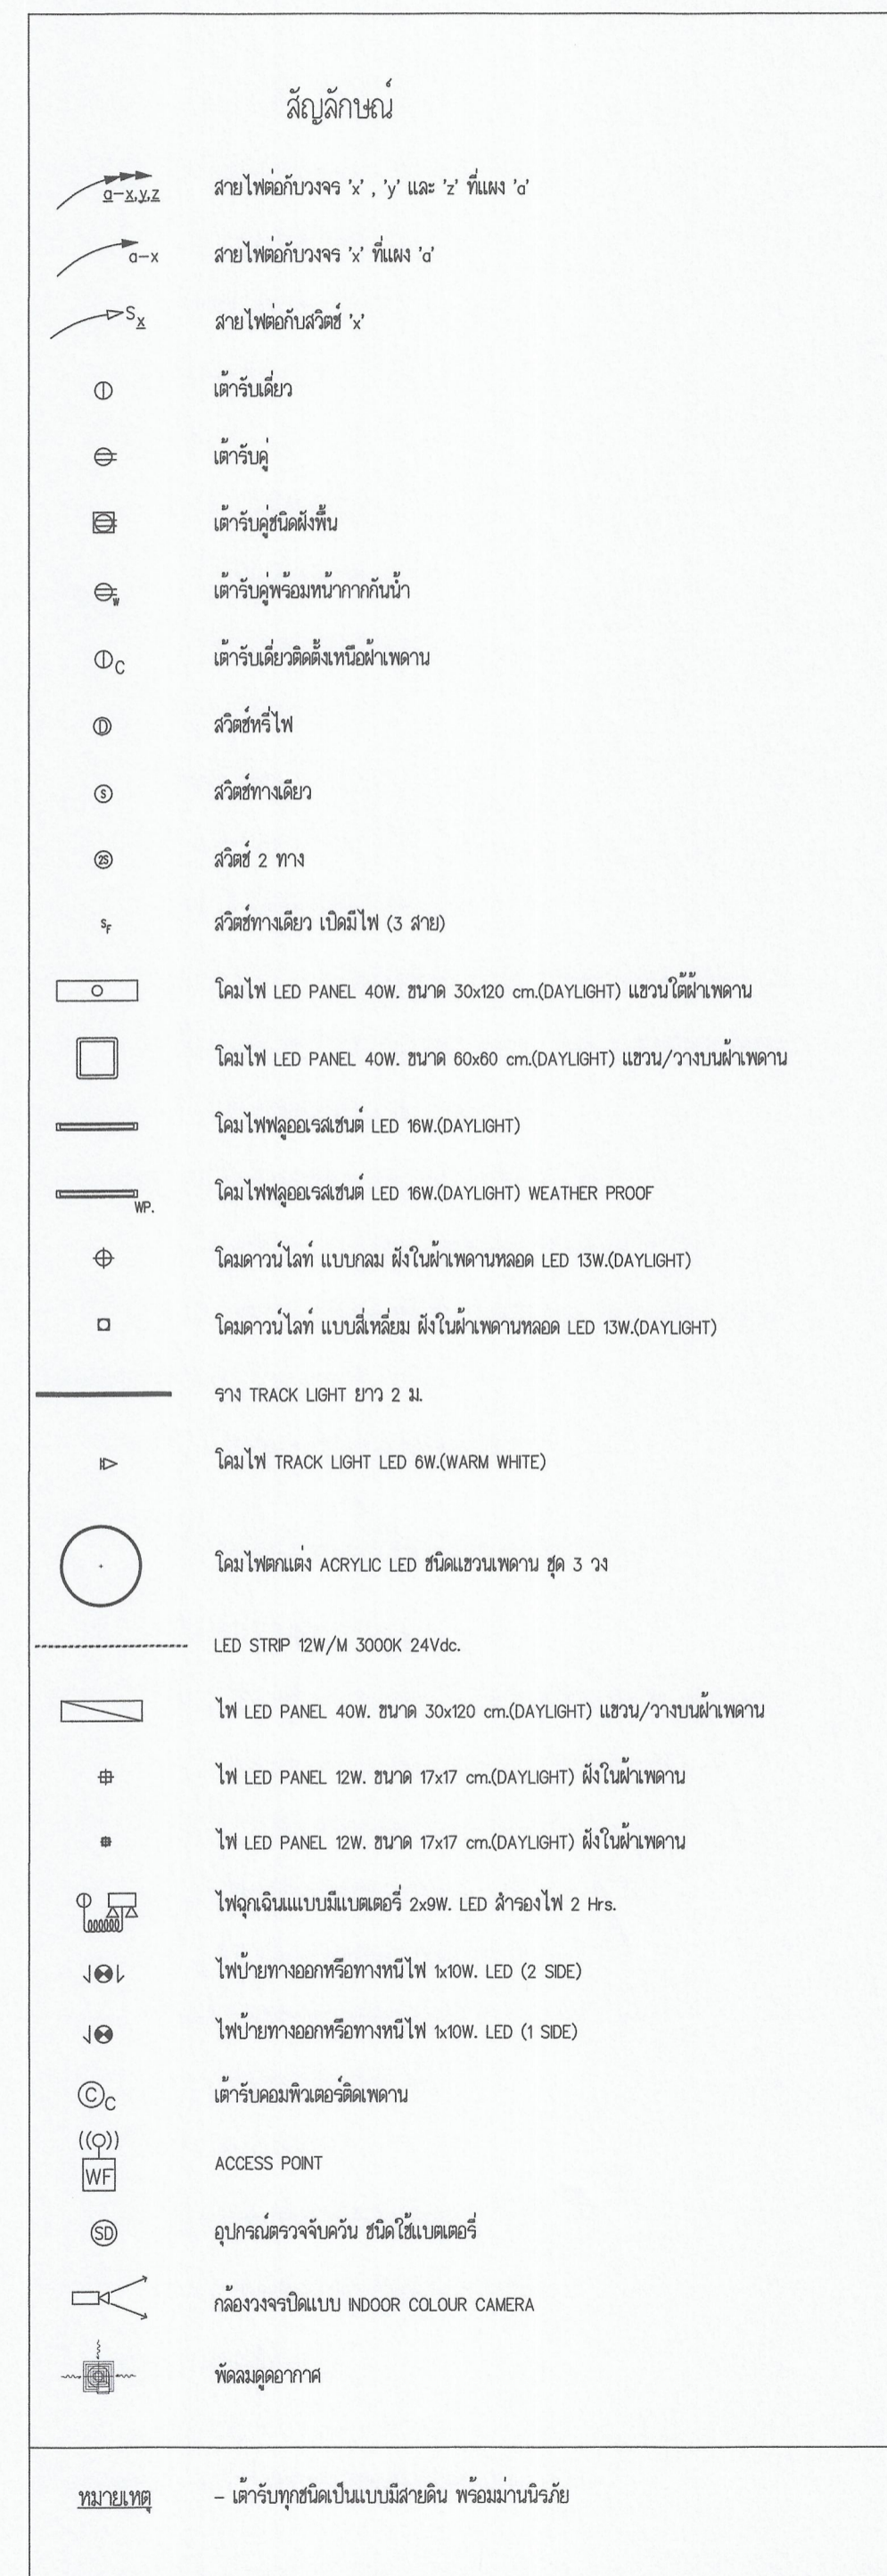 สัญลักษณ์
a-x,y,z สายไฟต่อกับวงจร 'x' , 'y' และ 'z' ที่แผง 'a'
a-x สายไฟต่อกับวงจร 'x' ที่แผง 'a'
Sx สายไฟต่อกับสวิตช์ 'x'
เต้ารับเดี่ยว
เต้ารับคู่
เต้ารับคู่ชนิดฝังพื้น
W เต้ารับคู่พร้อมหน้ากากกันน้ำ
C เต้ารับเดี่ยวติดตั้งเหนือฝ้าเพดาน
D สวิตช์หรี่ไฟ
S สวิตช์ทางเดียว
2S สวิตช์ 2 ทาง
SF สวิตช์ทางเดียว เปิดมีไฟ (3 สาย)
โคมไฟ LED PANEL 40W. ขนาด 30x120 cm.(DAYLIGHT) แขวนใต้ฝ้าเพดาน
โคมไฟ LED PANEL 40W. ขนาด 60x60 cm.(DAYLIGHT) แขวน/วางบนฝ้าเพดาน
โคมไฟฟลูออเรสเซนต์ LED 16W.(DAYLIGHT)
WP. โคมไฟฟลูออเรสเซนต์ LED 16W.(DAYLIGHT) WEATHER PROOF
โคมดาวน์ไลท์ แบบกลม ฝังในฝ้าเพดานหลอด LED 13W.(DAYLIGHT)
โคมดาวน์ไลท์ แบบสี่เหลี่ยม ฝังในฝ้าเพดานหลอด LED 13W.(DAYLIGHT)
ราง TRACK LIGHT ยาว 2 ม.
โคมไฟ TRACK LIGHT LED 6W.(WARM WHITE)
โคมไฟตกแต่ง ACRYLIC LED ชนิดแขวนเพดาน ชุด 3 วง
LED STRIP 12W/M 3000K 24Vdc.
ไฟ LED PANEL 40W. ขนาด 30x120 cm.(DAYLIGHT) แขวน/วางบนฝ้าเพดาน
ไฟ LED PANEL 12W. ขนาด 17x17 cm.(DAYLIGHT) ฝังในฝ้าเพดาน
ไฟ LED PANEL 12W. ขนาด 17x17 cm.(DAYLIGHT) ฝังในฝ้าเพดาน
ไฟฉุกเฉินแแบบมีแบตเตอรี่ 2x9W. LED สำรองไฟ 2 Hrs.
ไฟป้ายทางออกหรือทางหนีไฟ 1x10W. LED (2 SIDE)
ไฟป้ายทางออกหรือทางหนีไฟ 1x10W. LED (1 SIDE)
C C เต้ารับคอมพิวเตอร์ติดเพดาน
WF ACCESS POINT
SD อุปกรณ์ตรวจจับควัน ชนิดใช้แบตเตอรี่
กล้องวงจรปิดแบบ INDOOR COLOUR CAMERA
พัดลมดูดอากาศ
หมายเหตุ - เต้ารับทุกชนิดเป็นแบบมีสายดิน พร้อมม่านนิรภัย